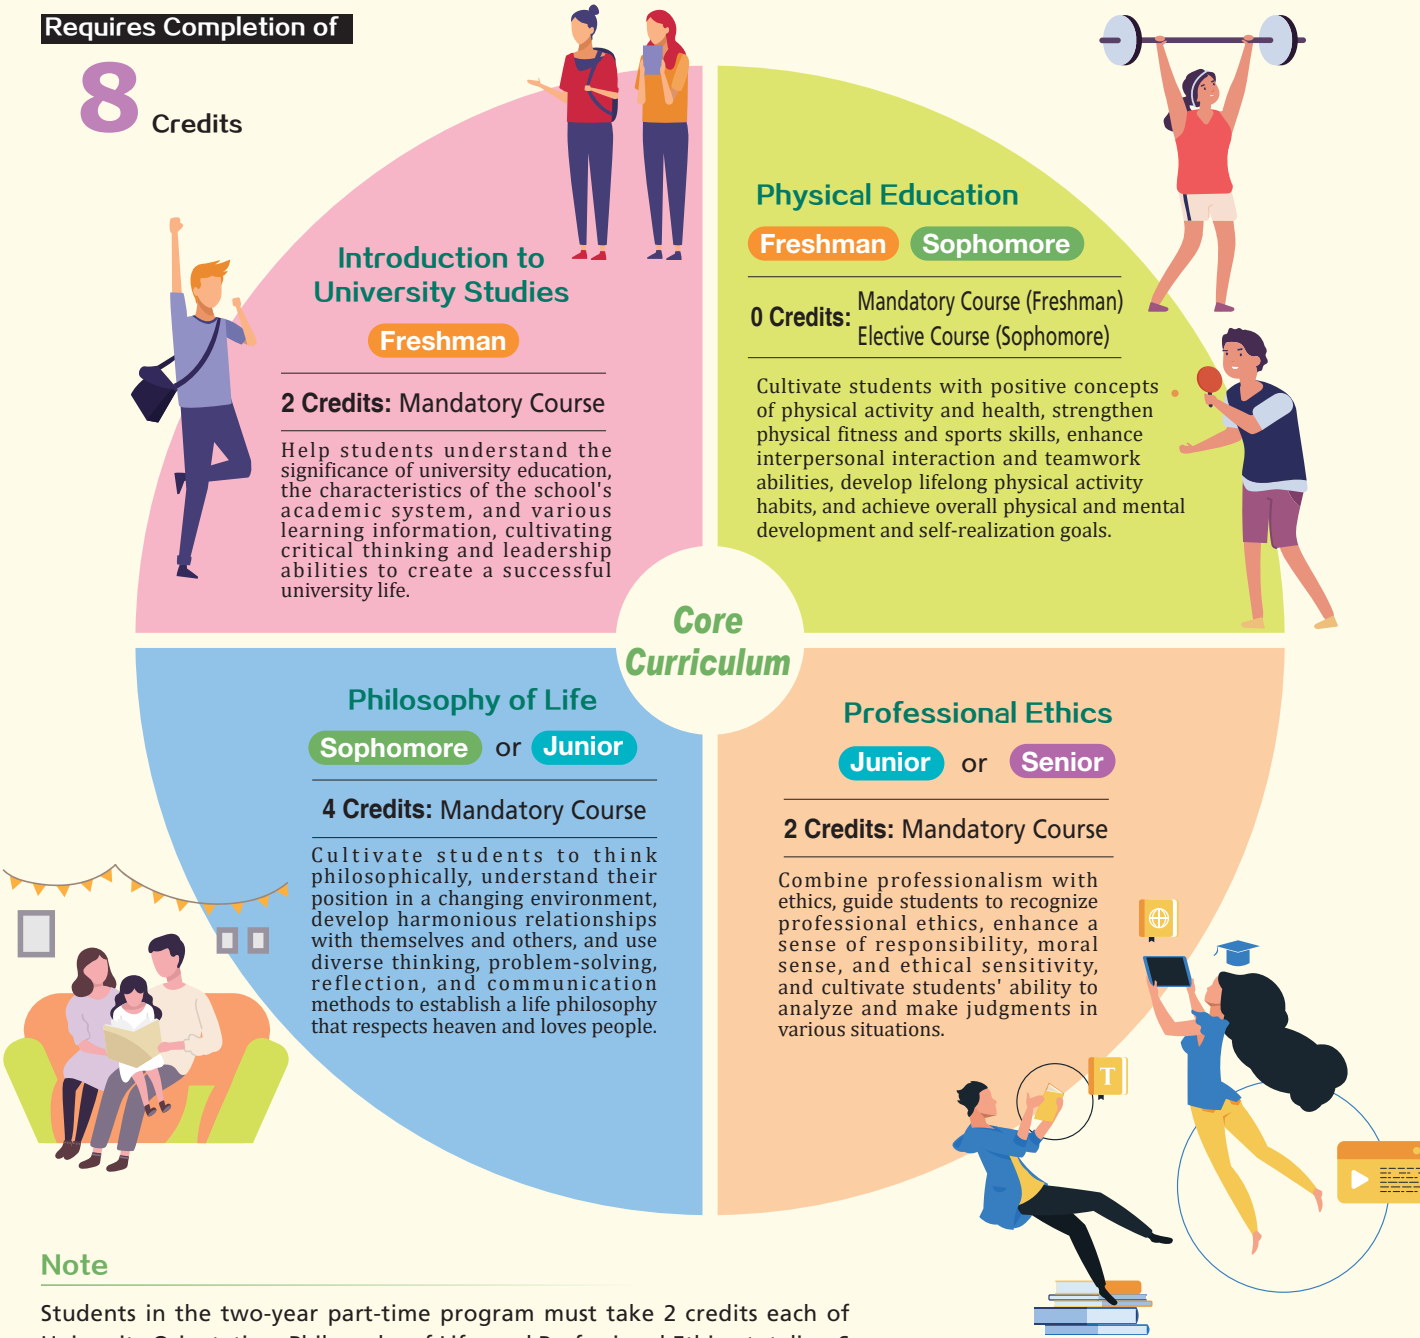 Requires Completion of
8 Credits
Introduction to
University Studies
Freshman
2 Credits: Mandatory Course
Help students understand the
significance of university education,
the characteristics of the school's
academic system, and various
learning information, cultivating
critical thinking and leadership
abilities to create a successful
university life.
Physical Education
Freshman Sophomore
0 Credits: Mandatory Course (Freshman)
Elective Course (Sophomore)
Cultivate students with positive concepts
of physical activity and health, strengthen
physical fitness and sports skills, enhance
interpersonal interaction and teamwork
abilities, develop lifelong physical activity
habits, and achieve overall physical and mental
development and self-realization goals.
Core
Curriculum
Philosophy of Life
Sophomore or Junior
4 Credits: Mandatory Course
Cultivate students to think
philosophically, understand their
position in a changing environment,
develop harmonious relationships
with themselves and others, and use
diverse thinking, problem-solving,
reflection, and communication
methods to establish a life philosophy
that respects heaven and loves people.
Professional Ethics
Junior or Senior
2 Credits: Mandatory Course
Combine professionalism with
ethics, guide students to recognize
professional ethics, enhance a
sense of responsibility, moral
sense, and ethical sensitivity,
and cultivate students' ability to
analyze and make judgments in
various situations.
T
Note
Students in the two-year part-time program must take 2 credits each of